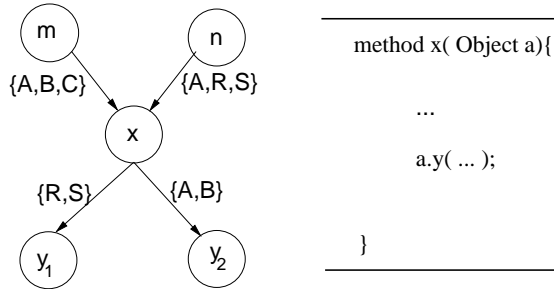 m
n
{A,B,C}
{A,R,S}
x
{R,S}
{A,B}
y1
y2
method x( Object a){
...
a.y( ... );
}